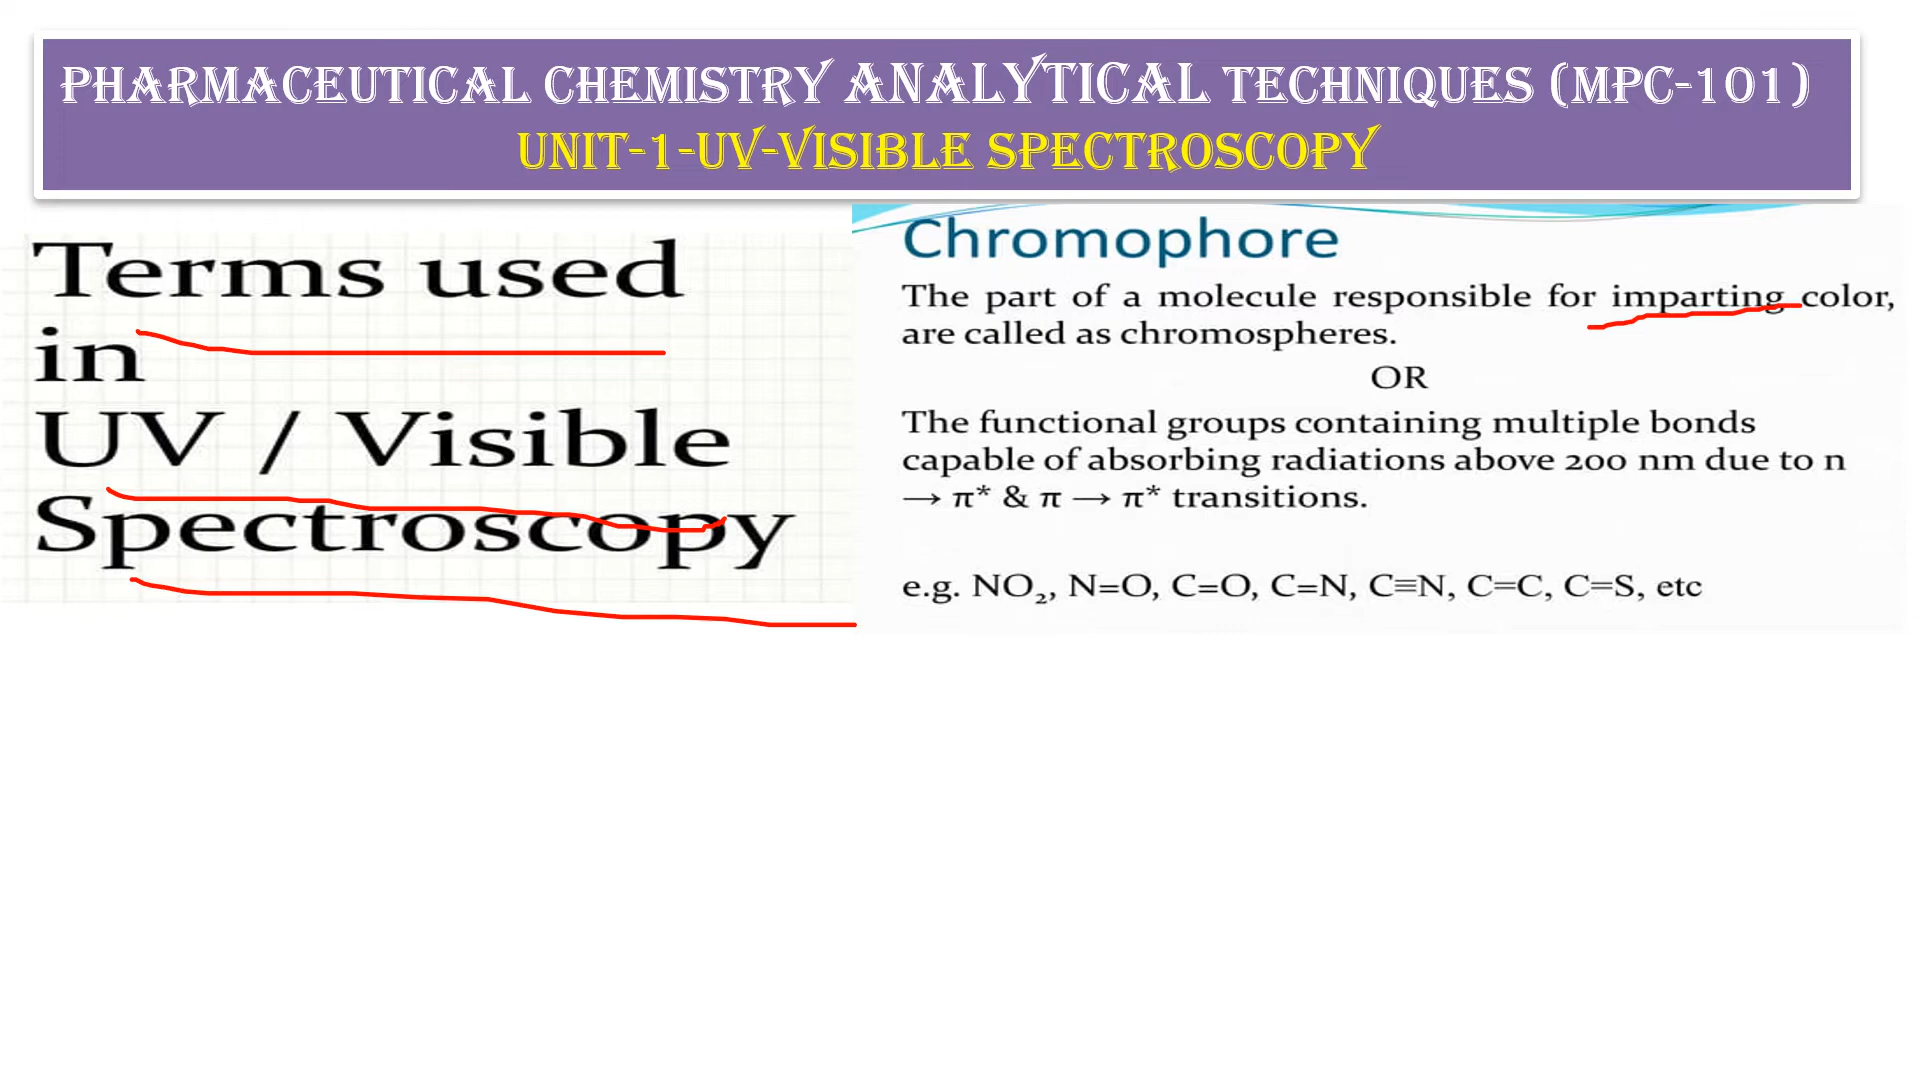 PHARMACEUTICAL CHEMISTRY ANALYTICAL TECHNIQUES (MPC-101)
UNIT-1-UV-VISIBLE SPECTROSCOPY
Terms used
in
UV / Visible
Spectroscopy
Chromophore
The part of a molecule responsible for imparting color,
are called as chromospheres.
OR
The functional groups containing multiple bonds
capable of absorbing radiations above 200 nm due to n
→ π* & π → π* transitions.
e.g. NO₂, N=O, C=O, C=N, C≡N, C=C, C=S, etc